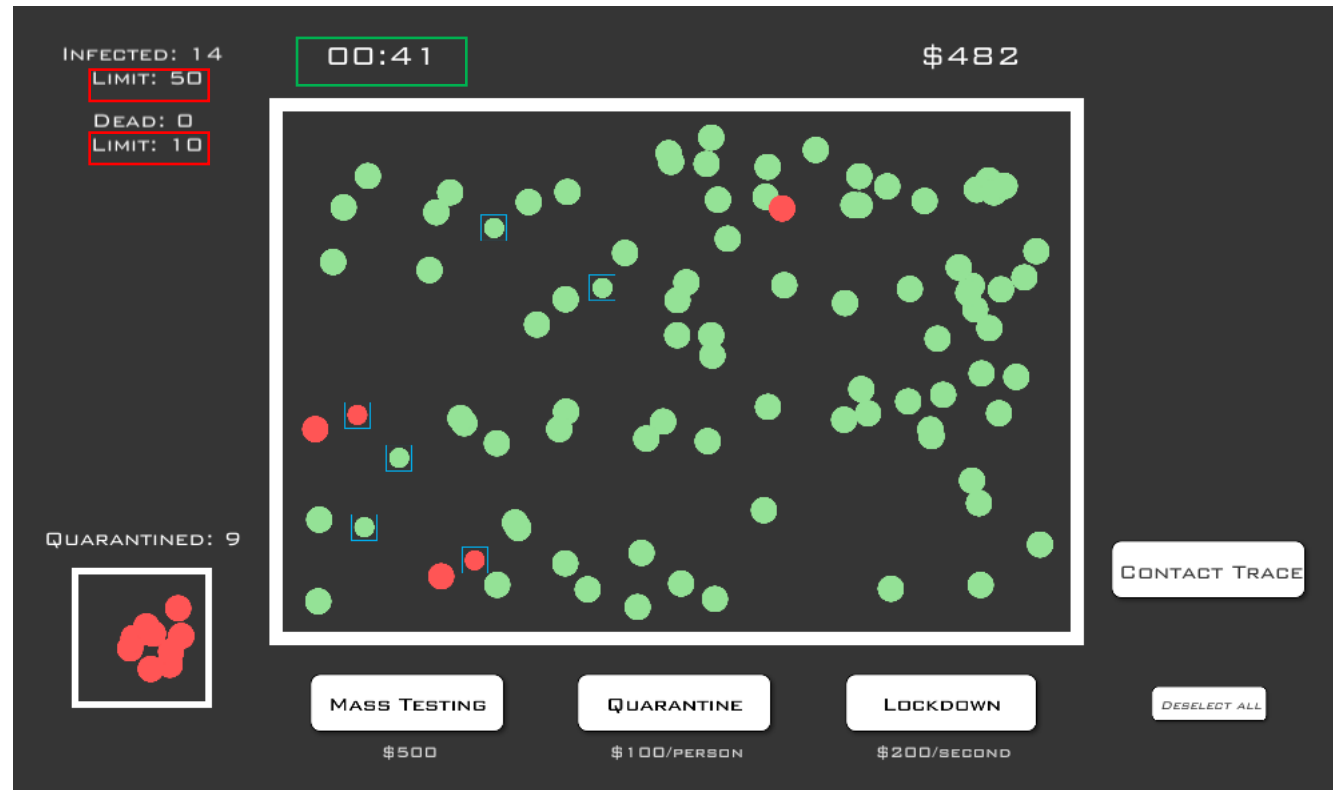 Infected: 14
Limit: 50
Dead: 0
Limit: 10
00:41
$482
Quarantined: 9
Contact Trace
Mass Testing
Quarantine
Lockdown
Deselect all
$500
$100/person
$200/second